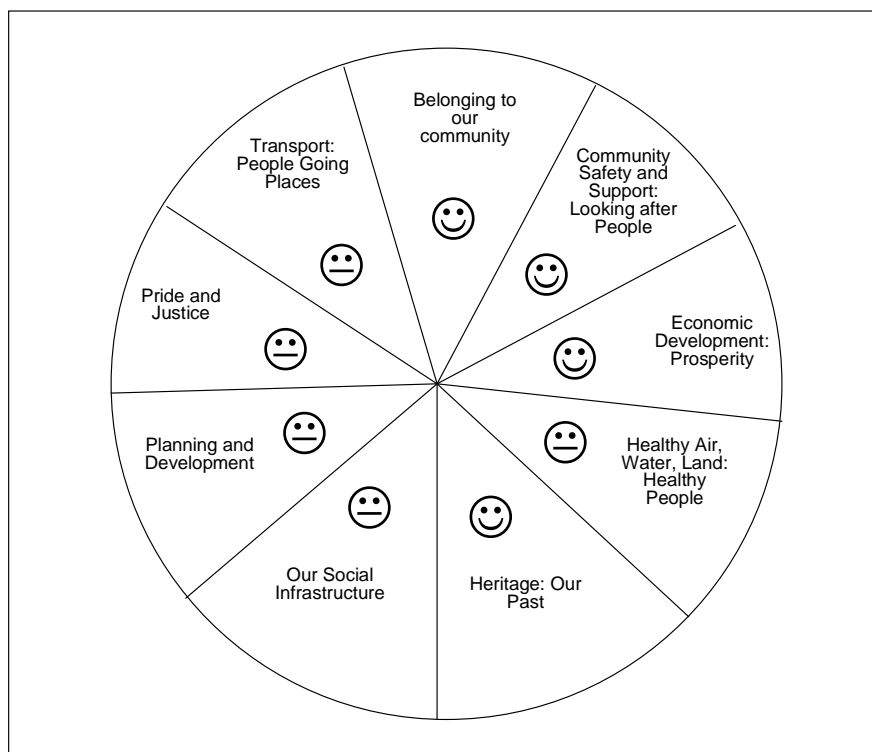 Belonging to
our
community
Community
Safety and
Support:
Looking after
People
Economic
Development:
Prosperity
Healthy Air,
Water, Land:
Healthy
People
Heritage: Our
Past
Our Social
Infrastructure
Planning and
Development
Pride and
Justice
Transport:
People Going
Places